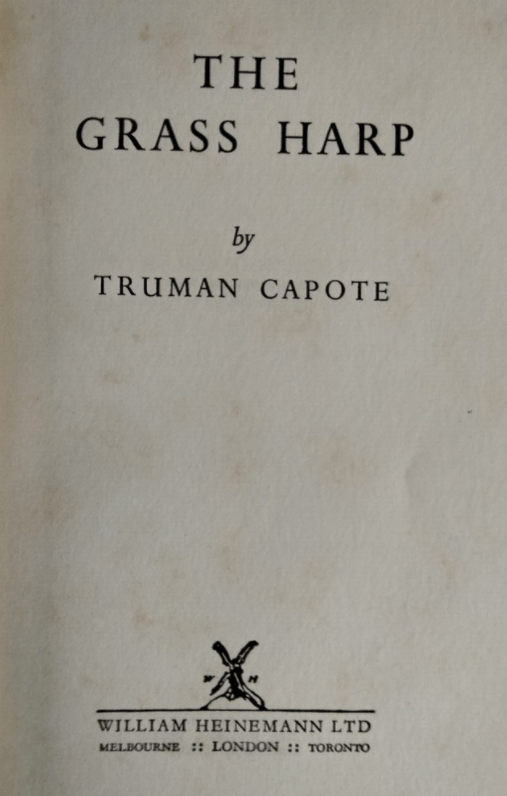 THE
GRASS HARP
by
TRUMAN CAPOTE
W H
WILLIAM HEINEMANN LTD
MELBOURNE :: LONDON :: TORONTO